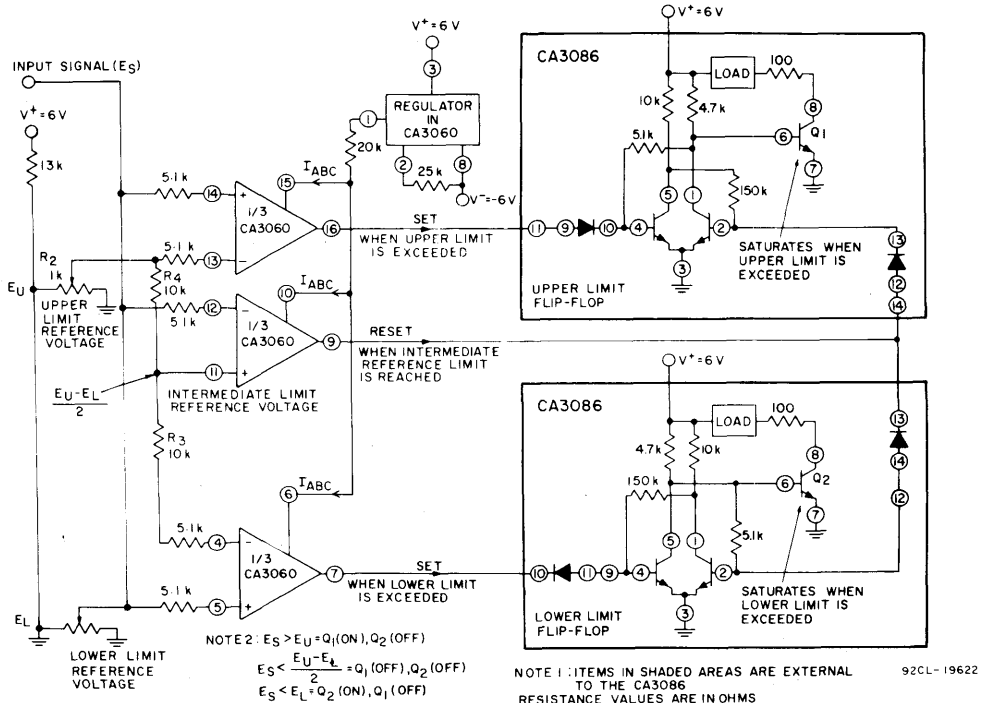 V+=6V
INPUT SIGNAL (ES)
V+=6V
13k
5.1k
14
+
15
IABC
1/3
CA3060
16
5.1k
13
-
R2
1k
EU
UPPER
LIMIT
REFERENCE
VOLTAGE
R4
10k
12
-
5.1k
10
IABC
1/3
CA3060
9
11
+
EU-EL
2
INTERMEDIATE LIMIT
REFERENCE VOLTAGE
R3
10k
6
IABC
5.1k
4
-
1/3
CA3060
7
5.1k
5
+
EL
LOWER LIMIT
REFERENCE
VOLTAGE
3
REGULATOR
IN
CA3060
1
20k
2
8
25k
V-=-6V
SET
WHEN UPPER LIMIT
IS EXCEEDED
RESET
WHEN INTERMEDIATE
REFERENCE LIMIT
IS REACHED
SET
WHEN LOWER LIMIT
IS EXCEEDED
V+=6V
CA3086
LOAD
100
10k
4.7k
8
5.1k
6
Q1
7
5
1
150k
11
9
10
4
2
3
SATURATES WHEN
UPPER LIMIT IS
EXCEEDED
13
12
14
UPPER LIMIT
FLIP-FLOP
V+=6V
CA3086
LOAD
100
4.7k
10k
8
150k
6
Q2
7
5
1
5.1k
10
11
9
4
2
3
SATURATES WHEN
LOWER LIMIT IS
EXCEEDED
13
14
12
LOWER LIMIT
FLIP-FLOP
NOTE 2: ES > EU = Q1 (ON), Q2 (OFF)
ES < EU-EL
2 = Q1 (OFF), Q2 (OFF)
ES < EL = Q2 (ON), Q1 (OFF)
NOTE 1: ITEMS IN SHADED AREAS ARE EXTERNAL
TO THE CA3086
RESISTANCE VALUES ARE IN OHMS
92CL-19622